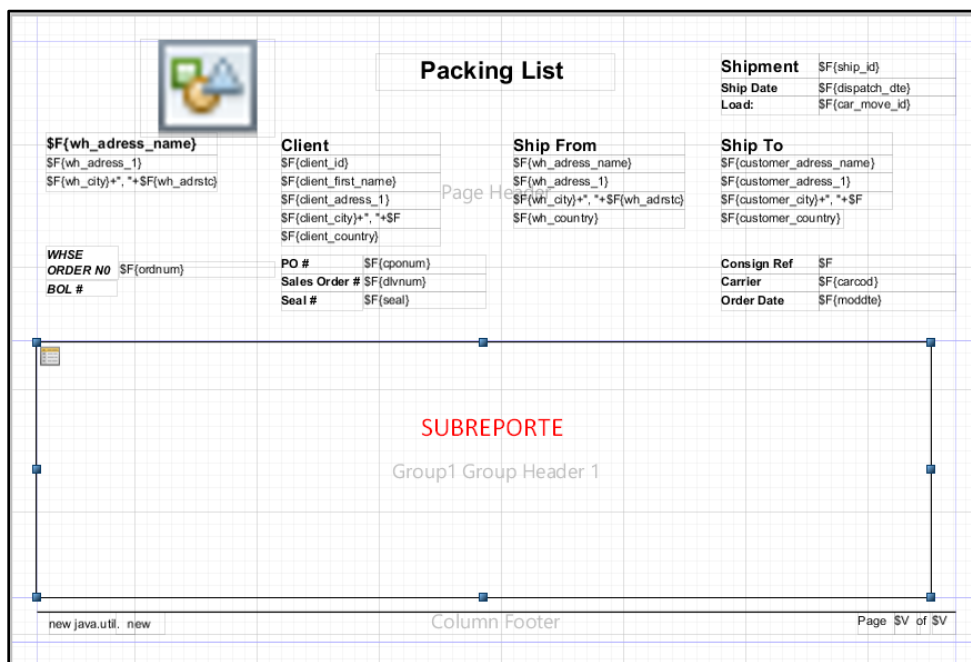 Packing List
Shipment $F{ship_id}
Ship Date $F{dispatch_dte}
Load: $F{car_move_id}
$F{wh_adress_name}
$F{wh_adress_1}
$F{wh_city}+", "+$F{wh_adrstc}
Client
$F{client_id}
$F{client_first_name}
$F{client_adress_1}
$F{client_city}+", "+$F
$F{client_country}
Ship From
$F{wh_adress_name}
$F{wh_adress_1}
$F{wh_city}+", "+$F{wh_adrstc}
$F{wh_country}
Ship To
$F{customer_adress_name}
$F{customer_adress_1}
$F{customer_city}+", "+$F
$F{customer_country}
Page Header
WHSE
ORDER N0 $F{ordnum}
BOL #
PO # $F{cponum}
Sales Order # $F{dlvnum}
Seal # $F{seal}
Consign Ref $F
Carrier $F{carcod}
Order Date $F{moddte}
SUBREPORTE
Group1 Group Header 1
new java.util. new
Column Footer
Page $V of $V